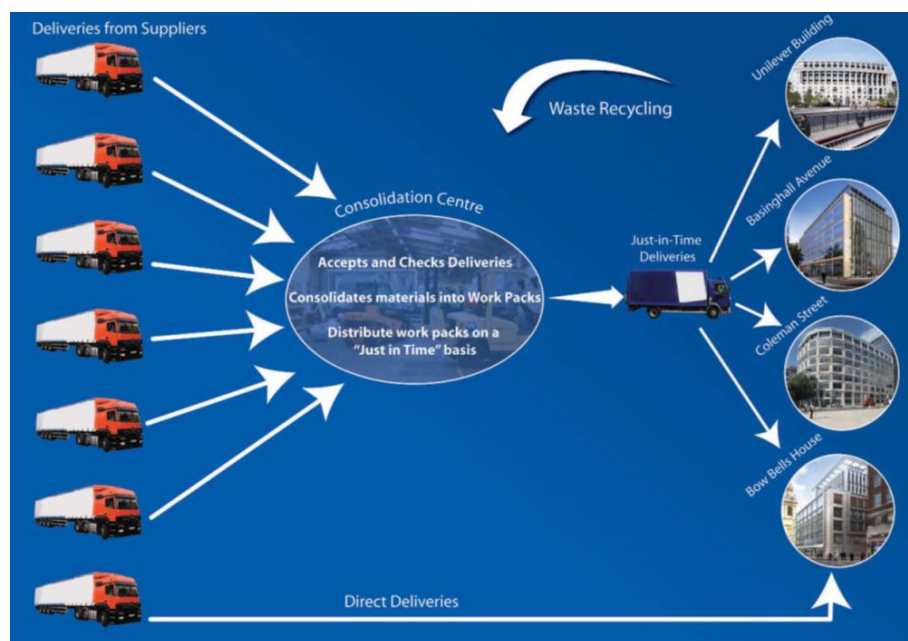 Deliveries from Suppliers
Waste Recycling
Unilever Building
Consolidation Centre
Accepts and Checks Deliveries
Consolidates materials into Work Packs
Distribute work packs on a
“Just in Time” basis
Just-in-Time
Deliveries
Basinghall Avenue
Coleman Street
Bow Bells House
Direct Deliveries